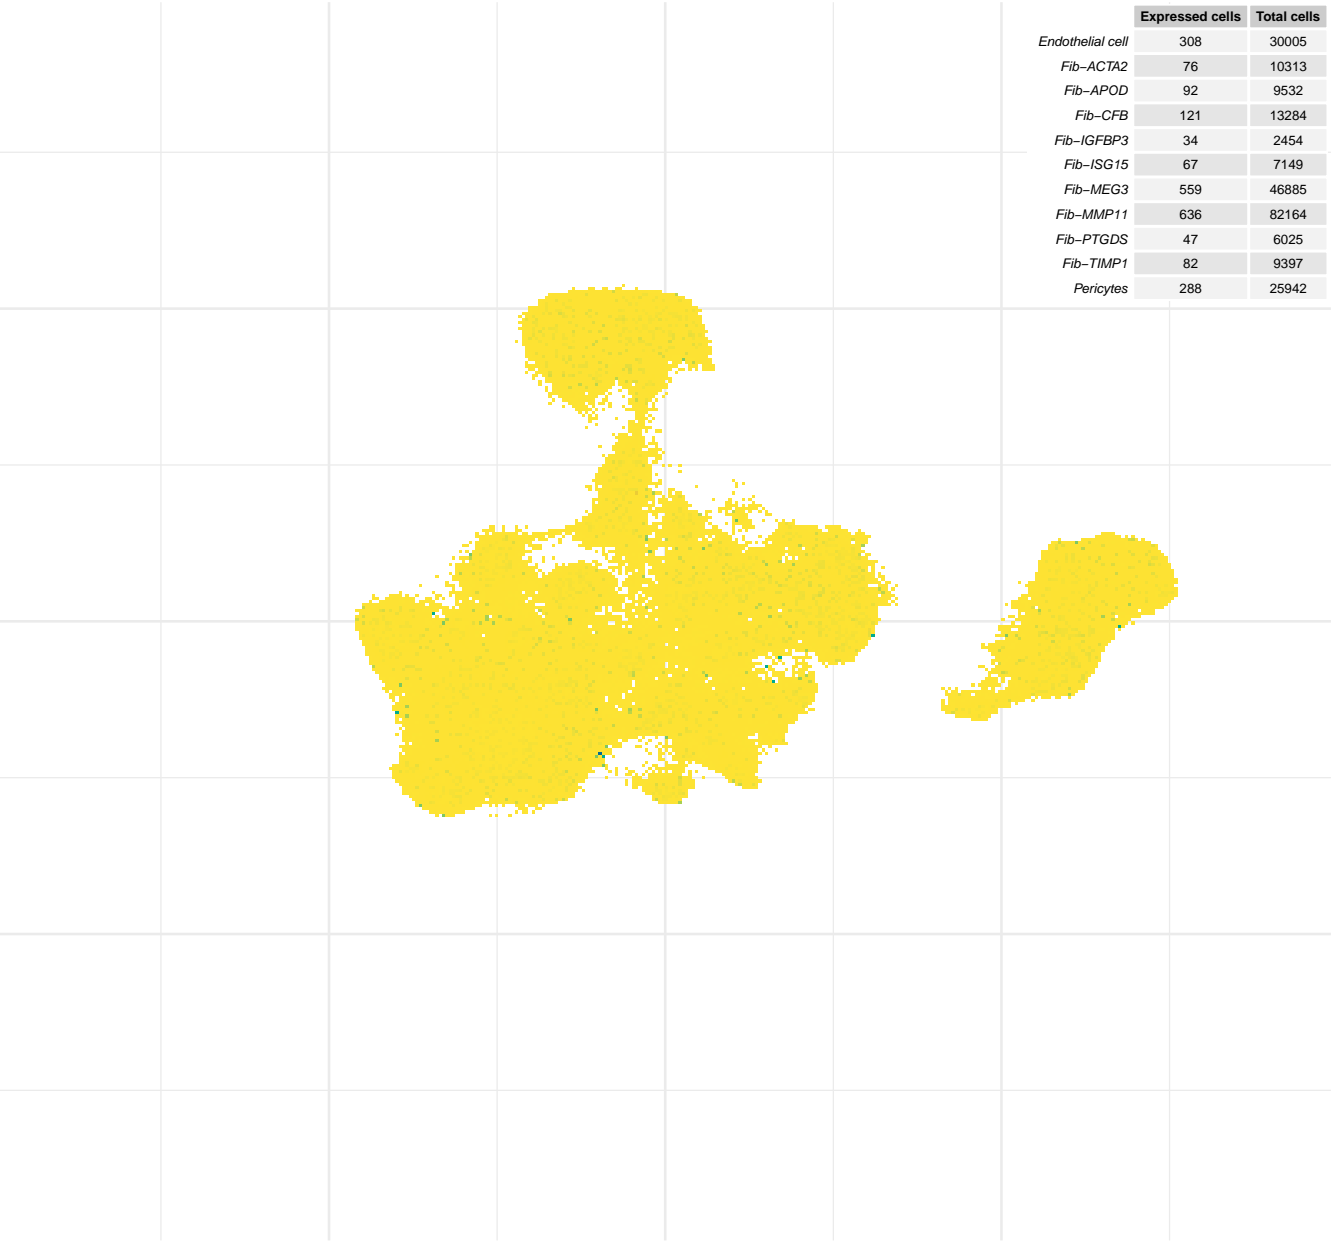 Expressed cells Total cells
Endothelial cell 308 30005
Fib−ACTA2 76 10313
Fib−APOD 92 9532
Fib−CFB 121 13284
Fib−IGFBP3 34 2454
Fib−ISG15 67 7149
Fib−MEG3 559 46885
Fib−MMP11 636 82164
Fib−PTGDS 47 6025
Fib−TIMP1 82 9397
Pericytes 288 25942